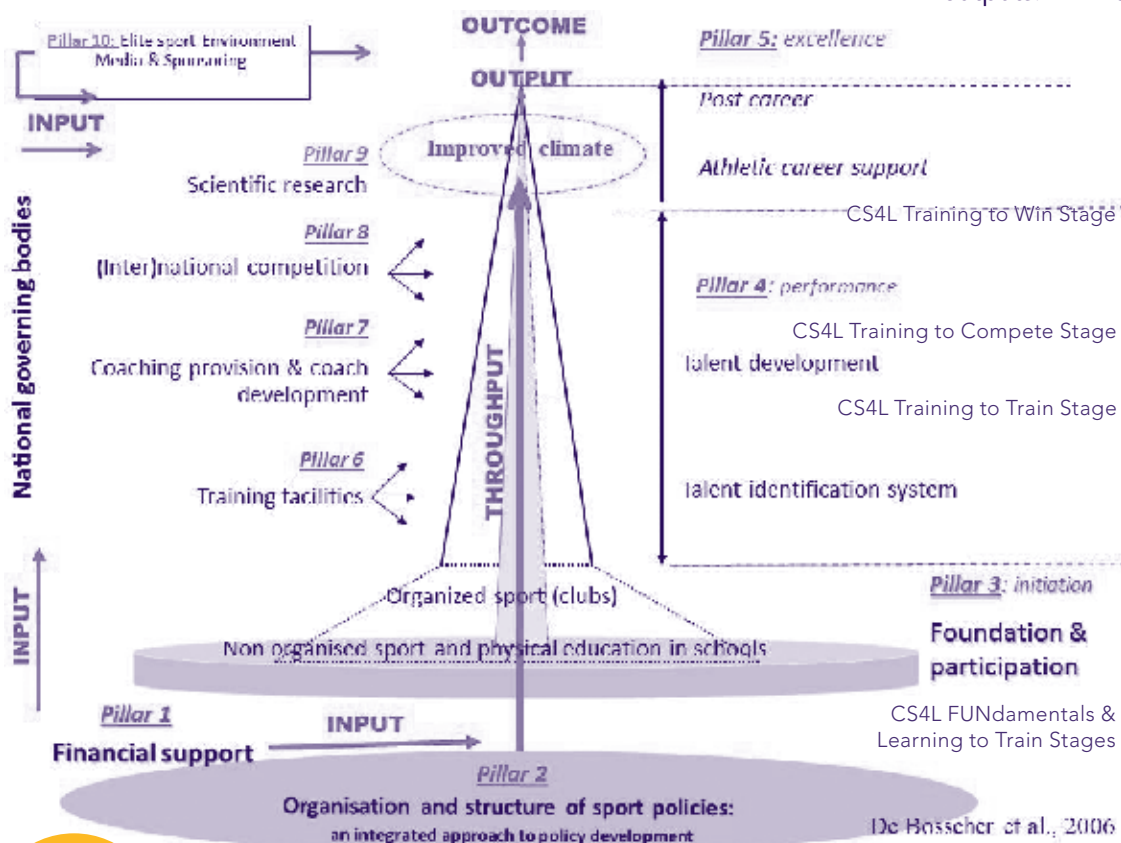 Pillar 10: Elite sport Environment
Media & Sponsoring
INPUT
OUTCOME
OUTPUT
Improved climate
Pillar 5: excellence
Post career
Athletic career support
CS4L Training to Win Stage
Pillar 9
Scientific research
Pillar 8
(Inter)national competition
Pillar 7
Coaching provision & coach
development
Pillar 6
Training facilities
National governing bodies
INPUT
THROUGHPUT
Pillar 4: performance
CS4L Training to Compete Stage
Talent development
CS4L Training to Train Stage
Talent identification system
Organized sport (clubs)
Non organised sport and physical education in schools
Pillar 3: initiation
Foundation &
participation
CS4L FUNdamentals &
Learning to Train Stages
Pillar 1
Financial support
INPUT
Pillar 2
Organisation and structure of sport policies:
an integrated approach to policy development
De Bosscher et al., 2006